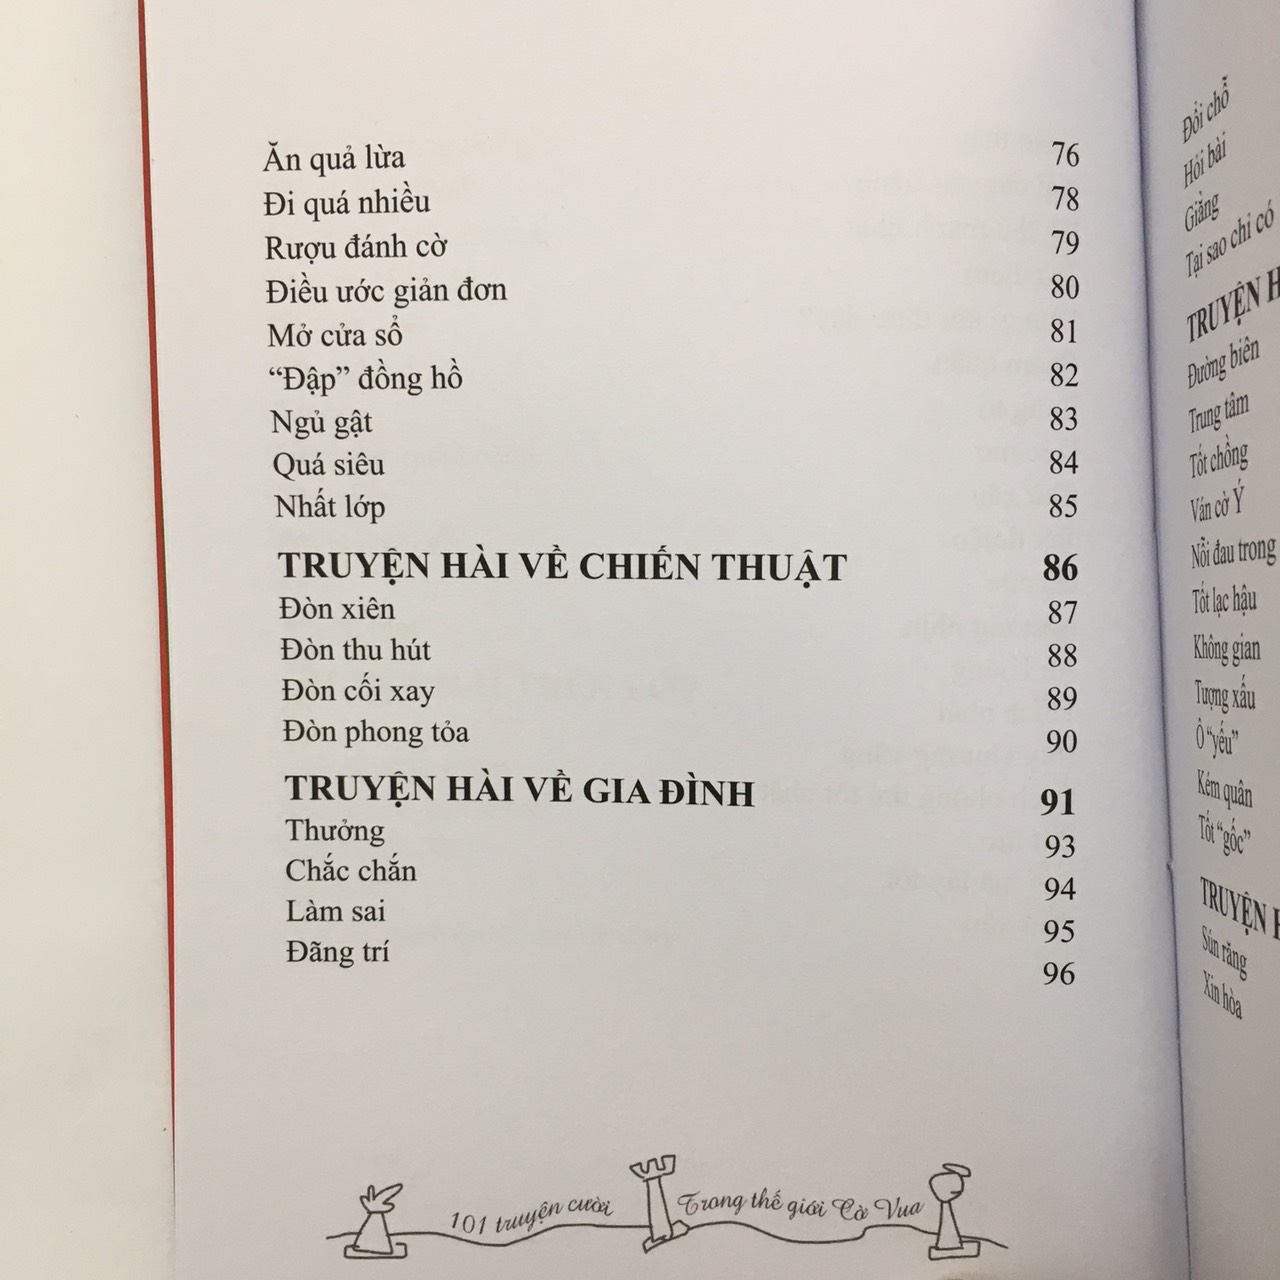 Ăn quả lừa 76
Đi quá nhiều 78
Rượu đánh cờ 79
Điều ước giản đơn 80
Mở cửa sổ 81
“Đập” đồng hồ 82
Ngủ gật 83
Quá siêu 84
Nhất lớp 85
TRUYỆN HÀI VỀ CHIẾN THUẬT 86
Đòn xiên 87
Đòn thu hút 88
Đòn cối xay 89
Đòn phong tỏa 90
TRUYỆN HÀI VỀ GIA ĐÌNH 91
Thưởng 93
Chắc chắn 94
Làm sai 95
Đãng trí 96
101 truyện cười Trong thế giới Cờ Vua
Đổi chỗ
Hỏi bài
Giằng
Tại sao chỉ có
TRUYỆN H
Đường biên
Trung tâm
Tốt chồng
Ván cờ Ý
Nỗi đau trong
Tốt lạc hậu
Không gian
Tượng xấu
Ô “yếu”
Kém quân
Tốt “gốc”
TRUYỆN H
Sún răng
Xin hòa